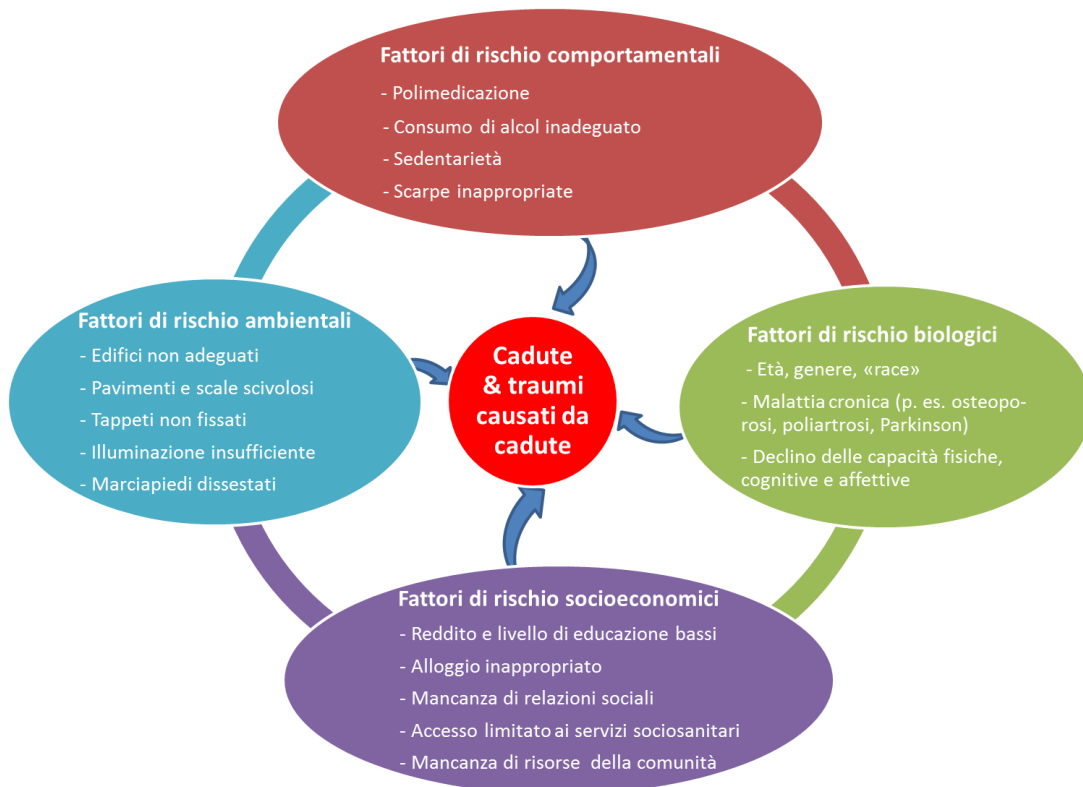 Fattori di rischio comportamentali
- Polimedicazione
- Consumo di alcol inadeguato
- Sedentarietà
- Scarpe inappropriate
Fattori di rischio ambientali
- Edifici non adeguati
- Pavimenti e scale scivolosi
- Tappeti non fissati
- Illuminazione insufficiente
- Marciapiedi dissestati
Cadute
& traumi
causati da
cadute
Fattori di rischio biologici
- Età, genere, «race»
- Malattia cronica (p. es. osteopo-
rosi, poliartrosi, Parkinson)
- Declino delle capacità fisiche,
cognitive e affettive
Fattori di rischio socioeconomici
- Reddito e livello di educazione bassi
- Alloggio inappropriato
- Mancanza di relazioni sociali
- Accesso limitato ai servizi sociosanitari
- Mancanza di risorse della comunità